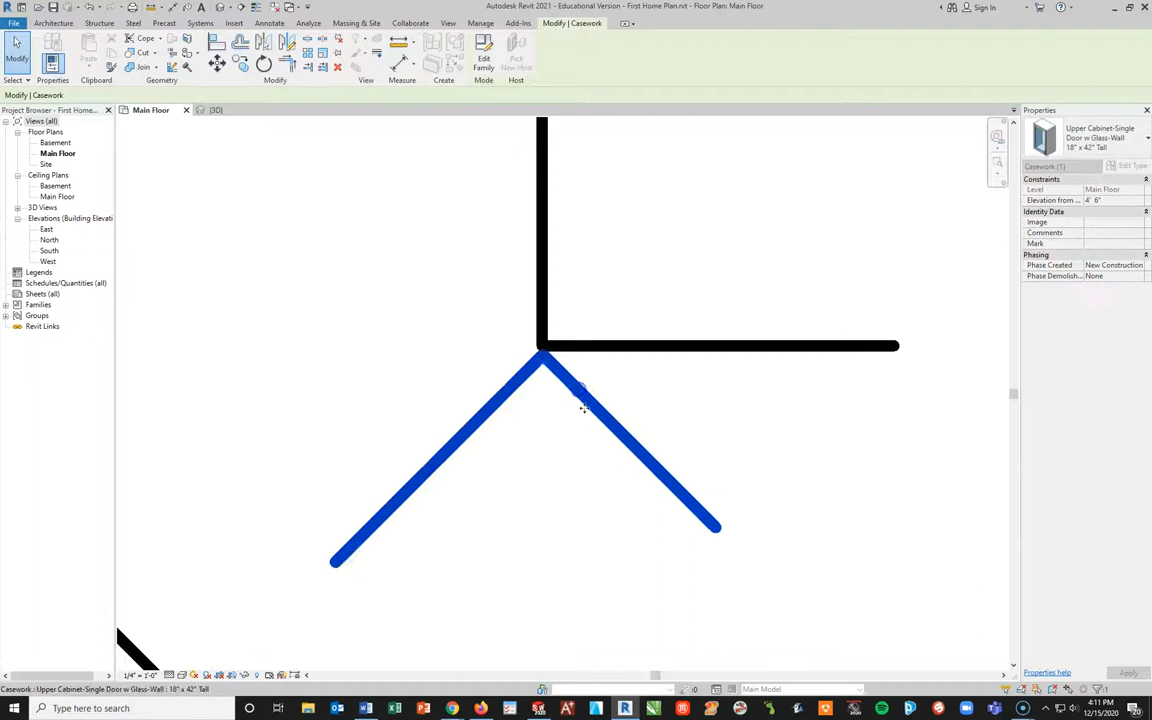 Autodesk Revit 2021 - Educational Version - First Home Plan.rvt - Floor Plan: Main Floor
Sign In
File Architecture Structure Steel Precast Systems Insert Annotate Analyze Massing & Site Collaborate View Manage Add-Ins Modify | Casework
Modify
Paste
Cope
Cut
Join
Edit
Family
Pick
New Host
Select Properties Clipboard Geometry Modify View Measure Create Mode Host
Modify | Casework
Project Browser - First Home...
Main Floor
{3D}
Properties
Views (all)
Floor Plans
Basement
Main Floor
Site
Ceiling Plans
Basement
Main Floor
3D Views
Elevations (Building Elevati
East
North
South
West
Legends
Schedules/Quantities (all)
Sheets (all)
Families
Groups
Revit Links
Upper Cabinet-Single
Door w Glass-Wall
18" x 42" Tall
Casework (1)
Edit Type
Constraints
Level Main Floor
Elevation from ... 4' 6"
Identity Data
Image
Comments
Mark
Phasing
Phase Created New Construction
Phase Demolish... None
Properties help
Apply
1/4" = 1'-0"
Casework : Upper Cabinet-Single Door w Glass-Wall : 18" x 42" Tall
:0
Main Model
:1
Type here to search
4:11 PM
12/15/2020